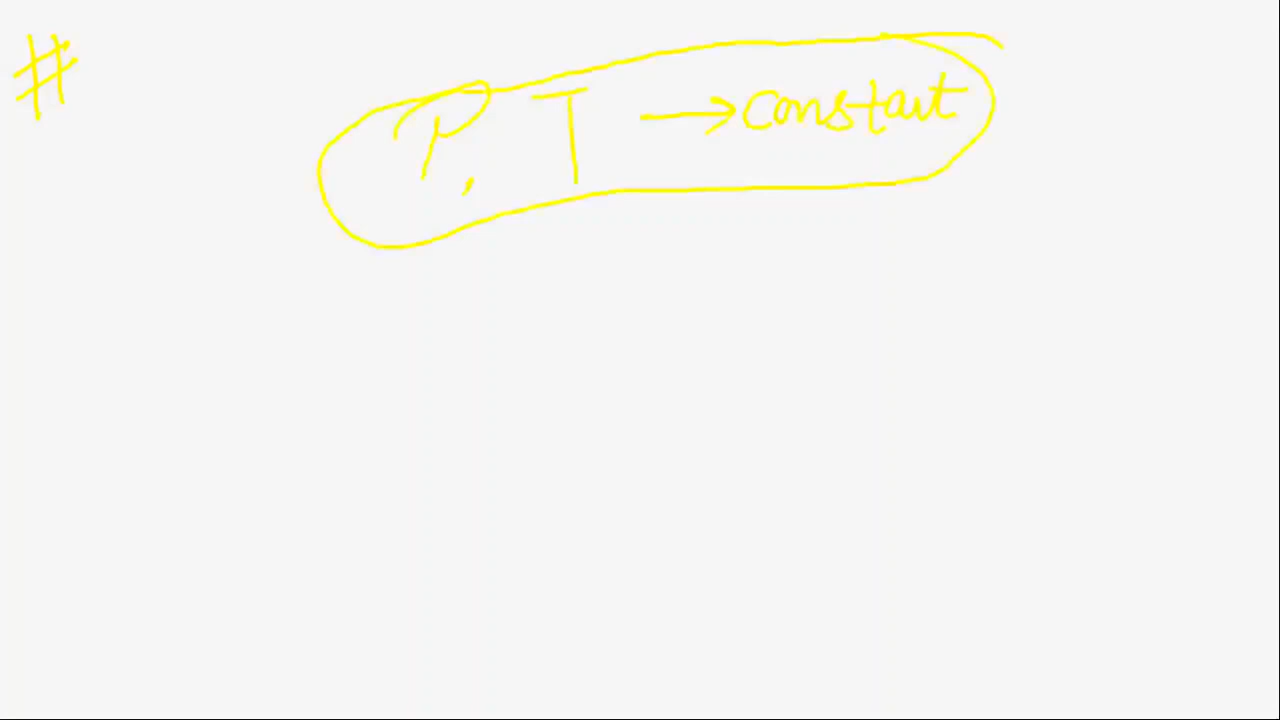 #
P, T → constant